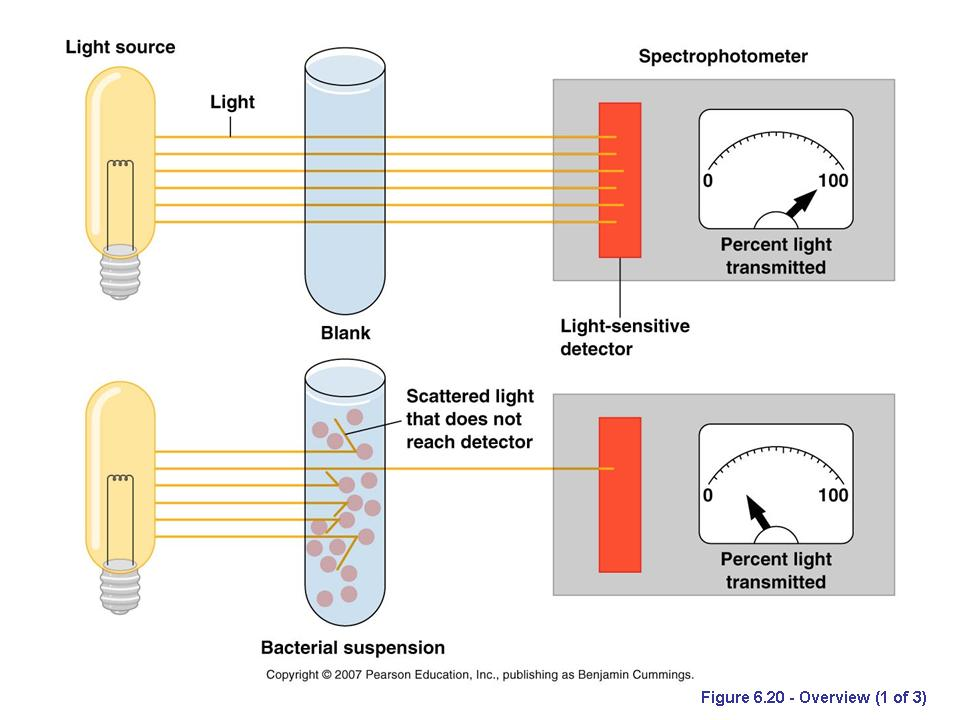 Light source
Spectrophotometer
Light
0
100
Percent light
transmitted
Blank
Light-sensitive
detector
Scattered light
that does not
reach detector
0
100
Percent light
transmitted
Bacterial suspension
Copyright © 2007 Pearson Education, Inc., publishing as Benjamin Cummings.
Figure 6.20 - Overview (1 of 3)